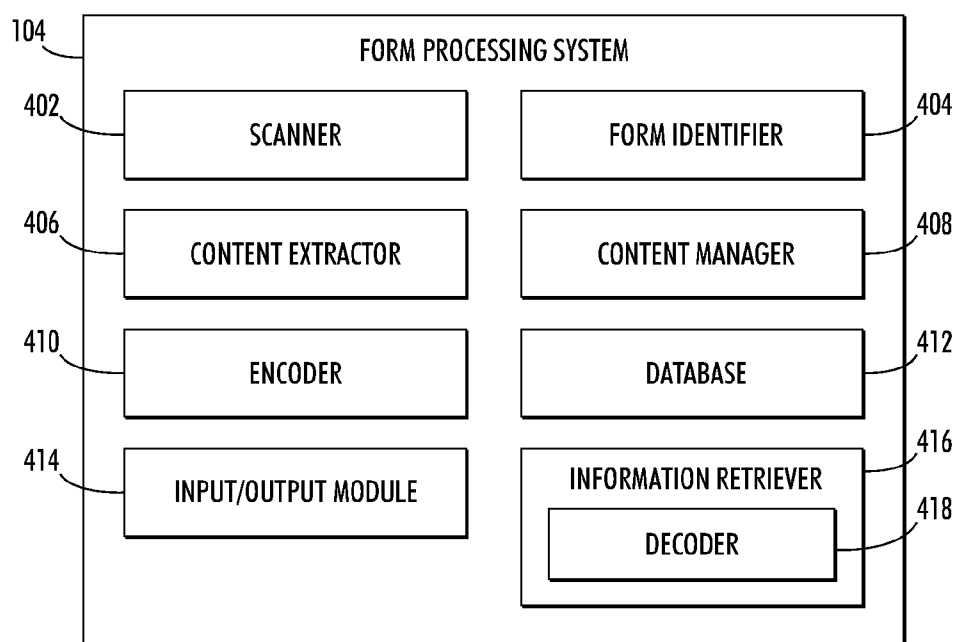 104
FORM PROCESSING SYSTEM
402
SCANNER
FORM IDENTIFIER
404
406
CONTENT EXTRACTOR
CONTENT MANAGER
408
410
ENCODER
DATABASE
412
414
INPUT/OUTPUT MODULE
INFORMATION RETRIEVER
416
DECODER
418